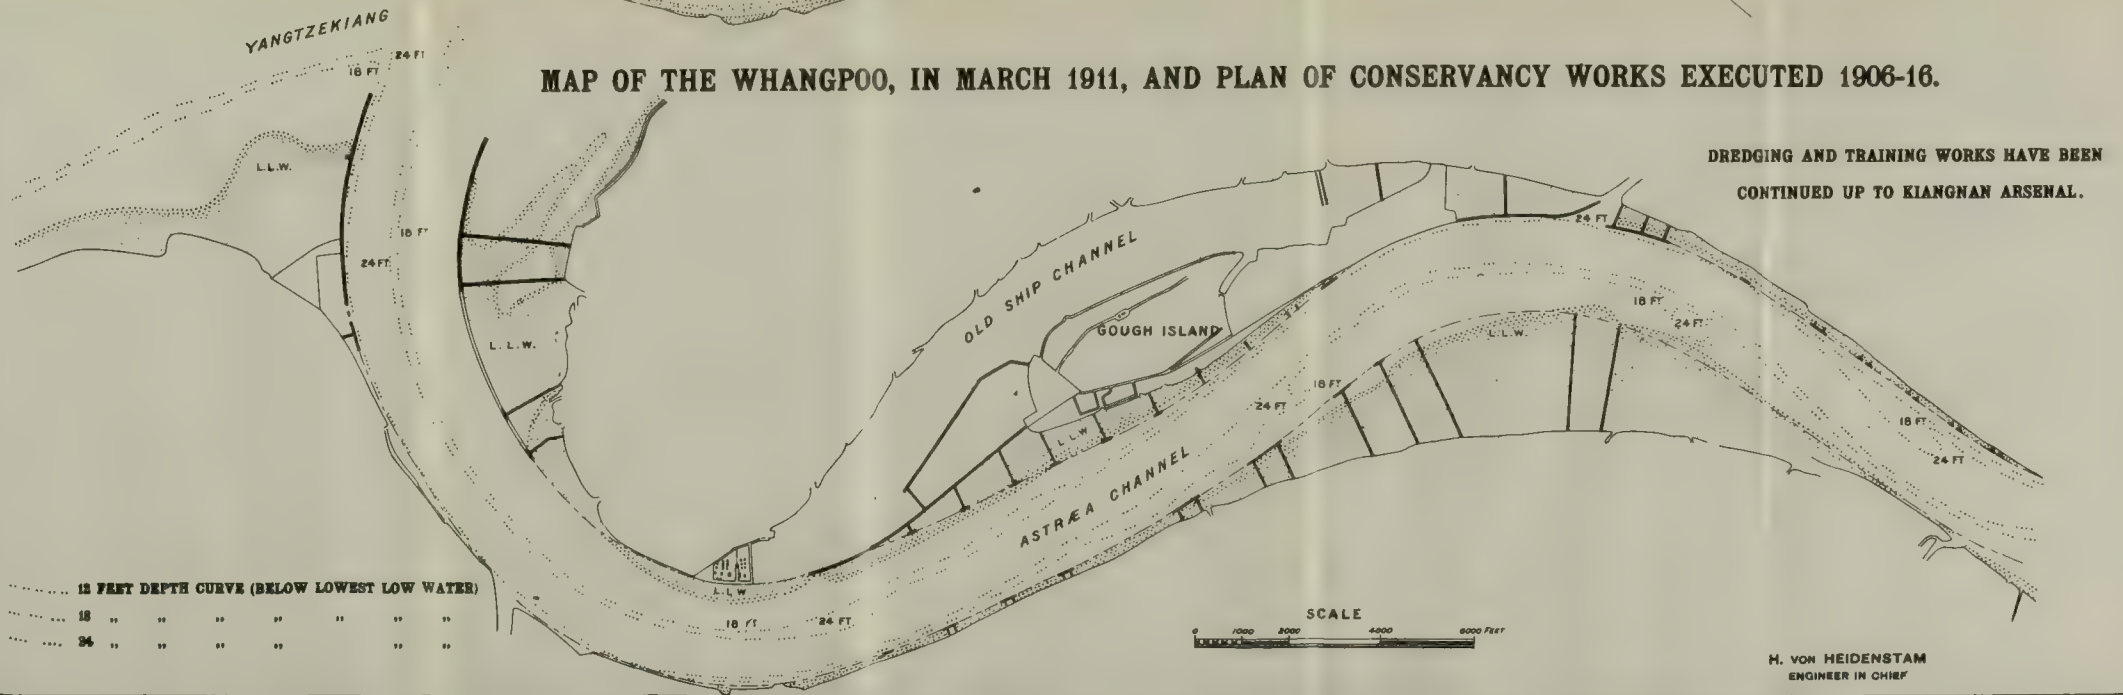 YANGTZEKIANG
24 FT
18 FT
MAP OF THE WHANGPOO, IN MARCH 1911, AND PLAN OF CONSERVANCY WORKS EXECUTED 1906-16.
DREDGING AND TRAINING WORKS HAVE BEEN
CONTINUED UP TO KIANGNAN ARSENAL.
L.L.W.
18 FT
24 FT
L.L.W.
OLD SHIP CHANNEL
GOUGH ISLAND
24 FT
18 FT
24 FT
L.L.W.
18 FT
24 FT
L.L.W
ASTRÆA CHANNEL
18 FT
24 FT
L.L.W
18 FT
24 FT
12 FEET DEPTH CURVE (BELOW LOWEST LOW WATER)
18 " " " " " " "
24 " " " " " "
SCALE
0 1000 2000 4000 6000 FEET
H. VON HEIDENSTAM
ENGINEER IN CHIEF